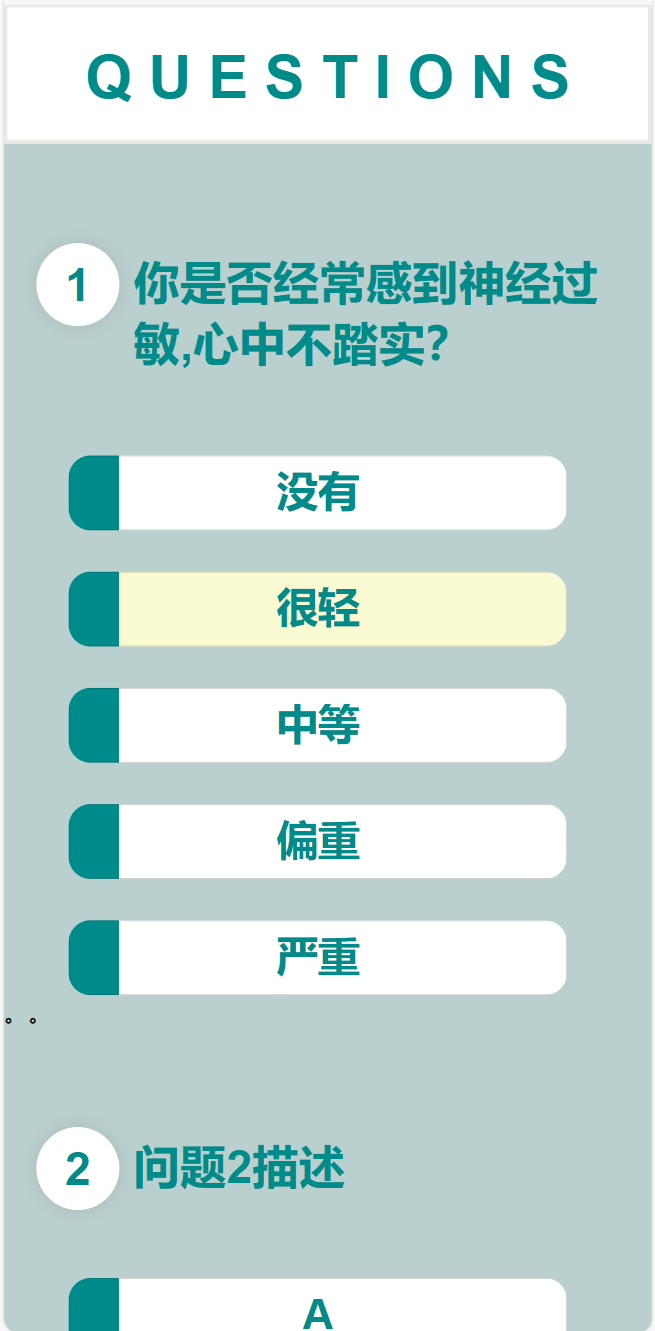 QUESTIONS
1
你是否经常感到神经过
敏,心中不踏实?
没有
很轻
中等
偏重
严重
。。
2
问题2描述
A